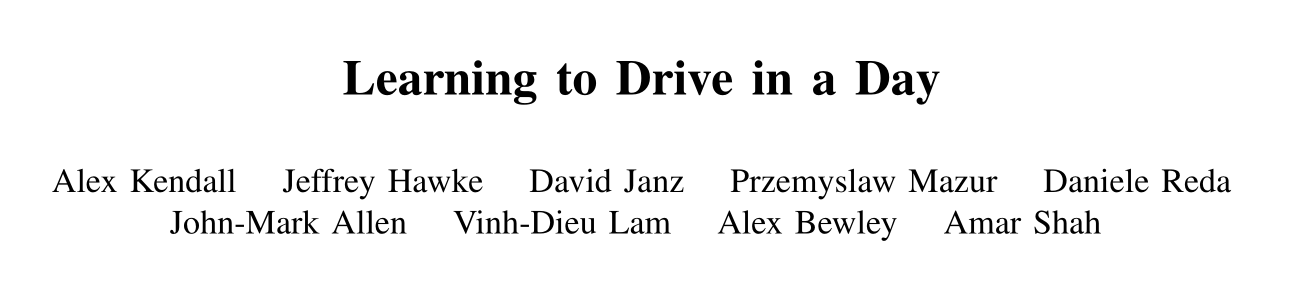 Learning to Drive in a Day
Alex Kendall Jeffrey Hawke David Janz Przemyslaw Mazur Daniele Reda
John-Mark Allen Vinh-Dieu Lam Alex Bewley Amar Shah